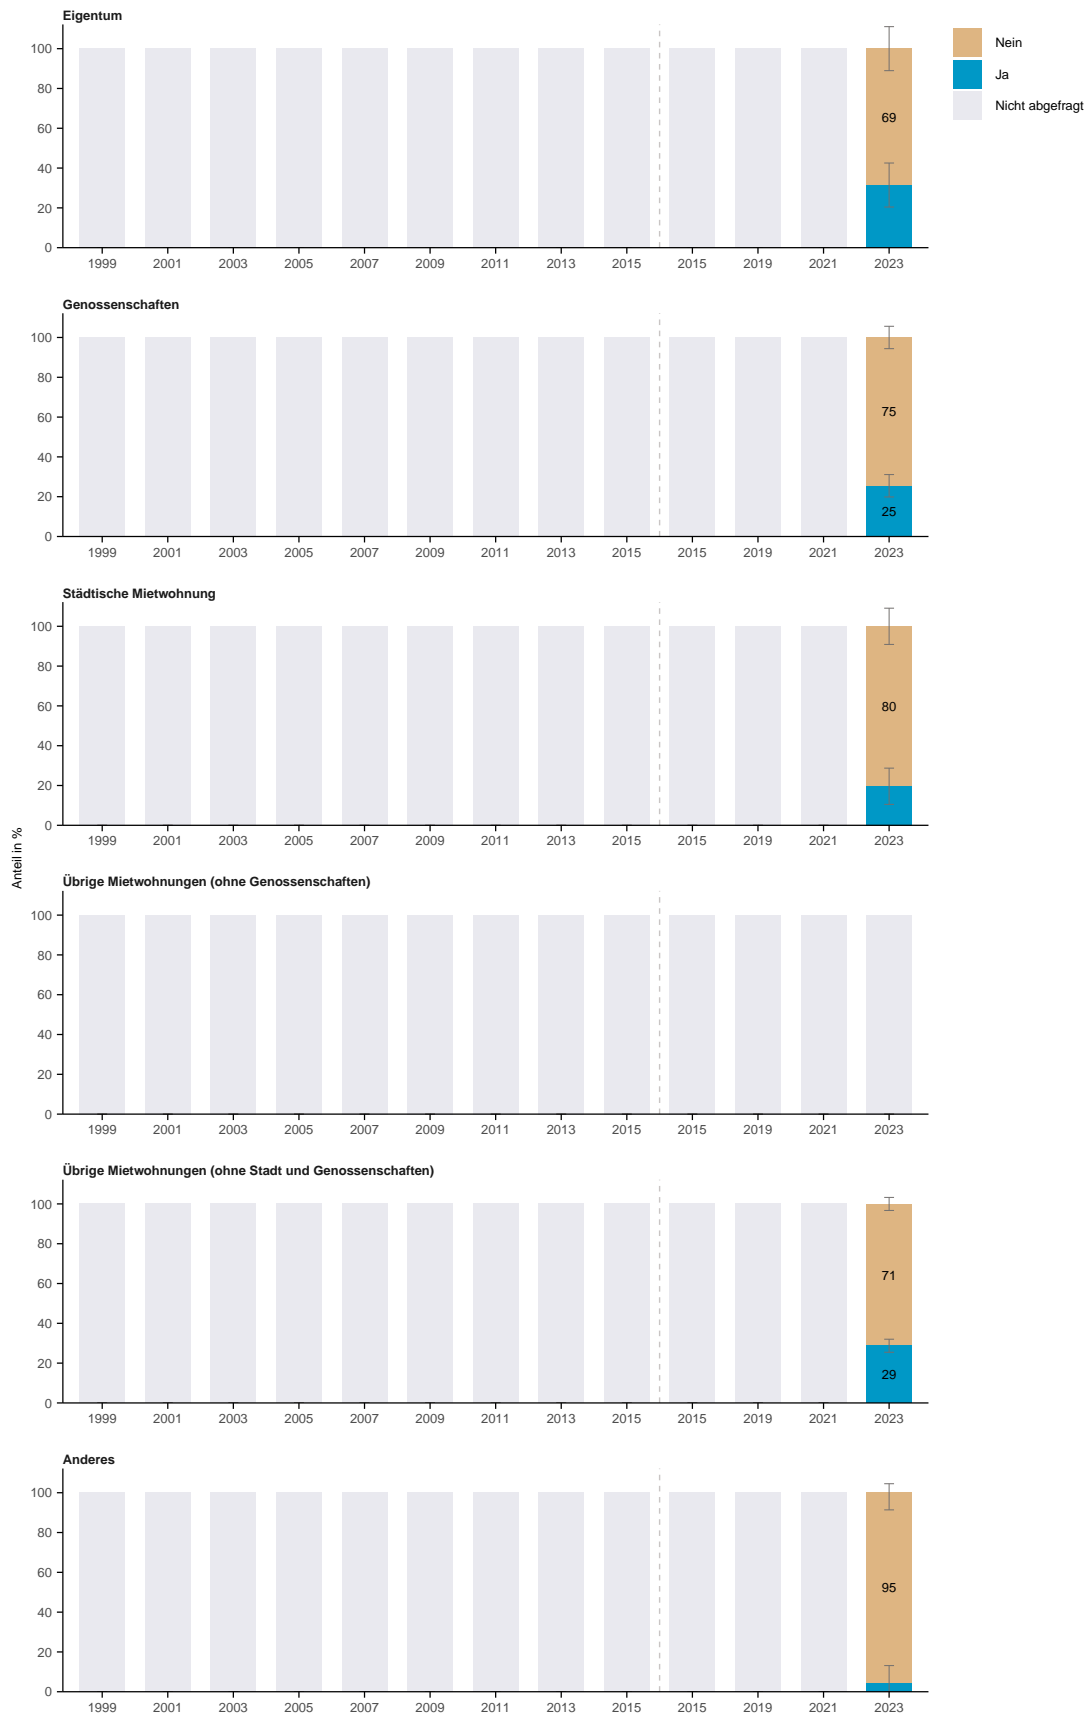 Eigentum
100
80
60
40
20
0
69
1999 2001 2003 2005 2007 2009 2011 2013 2015 2015 2019 2021 2023
Nein
Ja
Nicht abgefragt
Genossenschaften
100
80
60
40
20
0
75
25
1999 2001 2003 2005 2007 2009 2011 2013 2015 2015 2019 2021 2023
Städtische Mietwohnung
100
80
60
40
20
0
80
1999 2001 2003 2005 2007 2009 2011 2013 2015 2015 2019 2021 2023
Anteil in %
Übrige Mietwohnungen (ohne Genossenschaften)
100
80
60
40
20
0
1999 2001 2003 2005 2007 2009 2011 2013 2015 2015 2019 2021 2023
Übrige Mietwohnungen (ohne Stadt und Genossenschaften)
100
80
60
40
20
0
71
29
1999 2001 2003 2005 2007 2009 2011 2013 2015 2015 2019 2021 2023
Anderes
100
80
60
40
20
0
95
1999 2001 2003 2005 2007 2009 2011 2013 2015 2015 2019 2021 2023